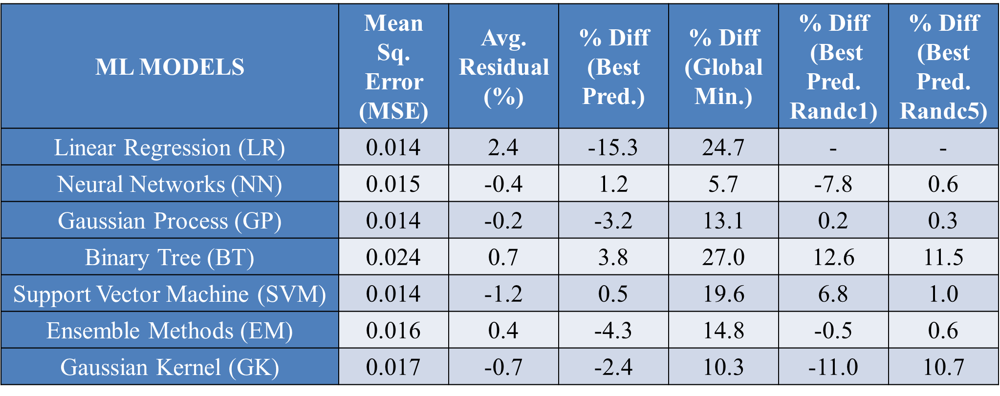 ML MODELS
Mean
Sq.
Error
(MSE)
Avg.
Residual
(%)
% Diff
(Best
Pred.)
% Diff
(Global
Min.)
% Diff
(Best
Pred.
Randc1)
% Diff
(Best
Pred.
Randc5)
Linear Regression (LR) 0.014 2.4 -15.3 24.7 - -
Neural Networks (NN) 0.015 -0.4 1.2 5.7 -7.8 0.6
Gaussian Process (GP) 0.014 -0.2 -3.2 13.1 0.2 0.3
Binary Tree (BT) 0.024 0.7 3.8 27.0 12.6 11.5
Support Vector Machine (SVM) 0.014 -1.2 0.5 19.6 6.8 1.0
Ensemble Methods (EM) 0.016 0.4 -4.3 14.8 -0.5 0.6
Gaussian Kernel (GK) 0.017 -0.7 -2.4 10.3 -11.0 10.7